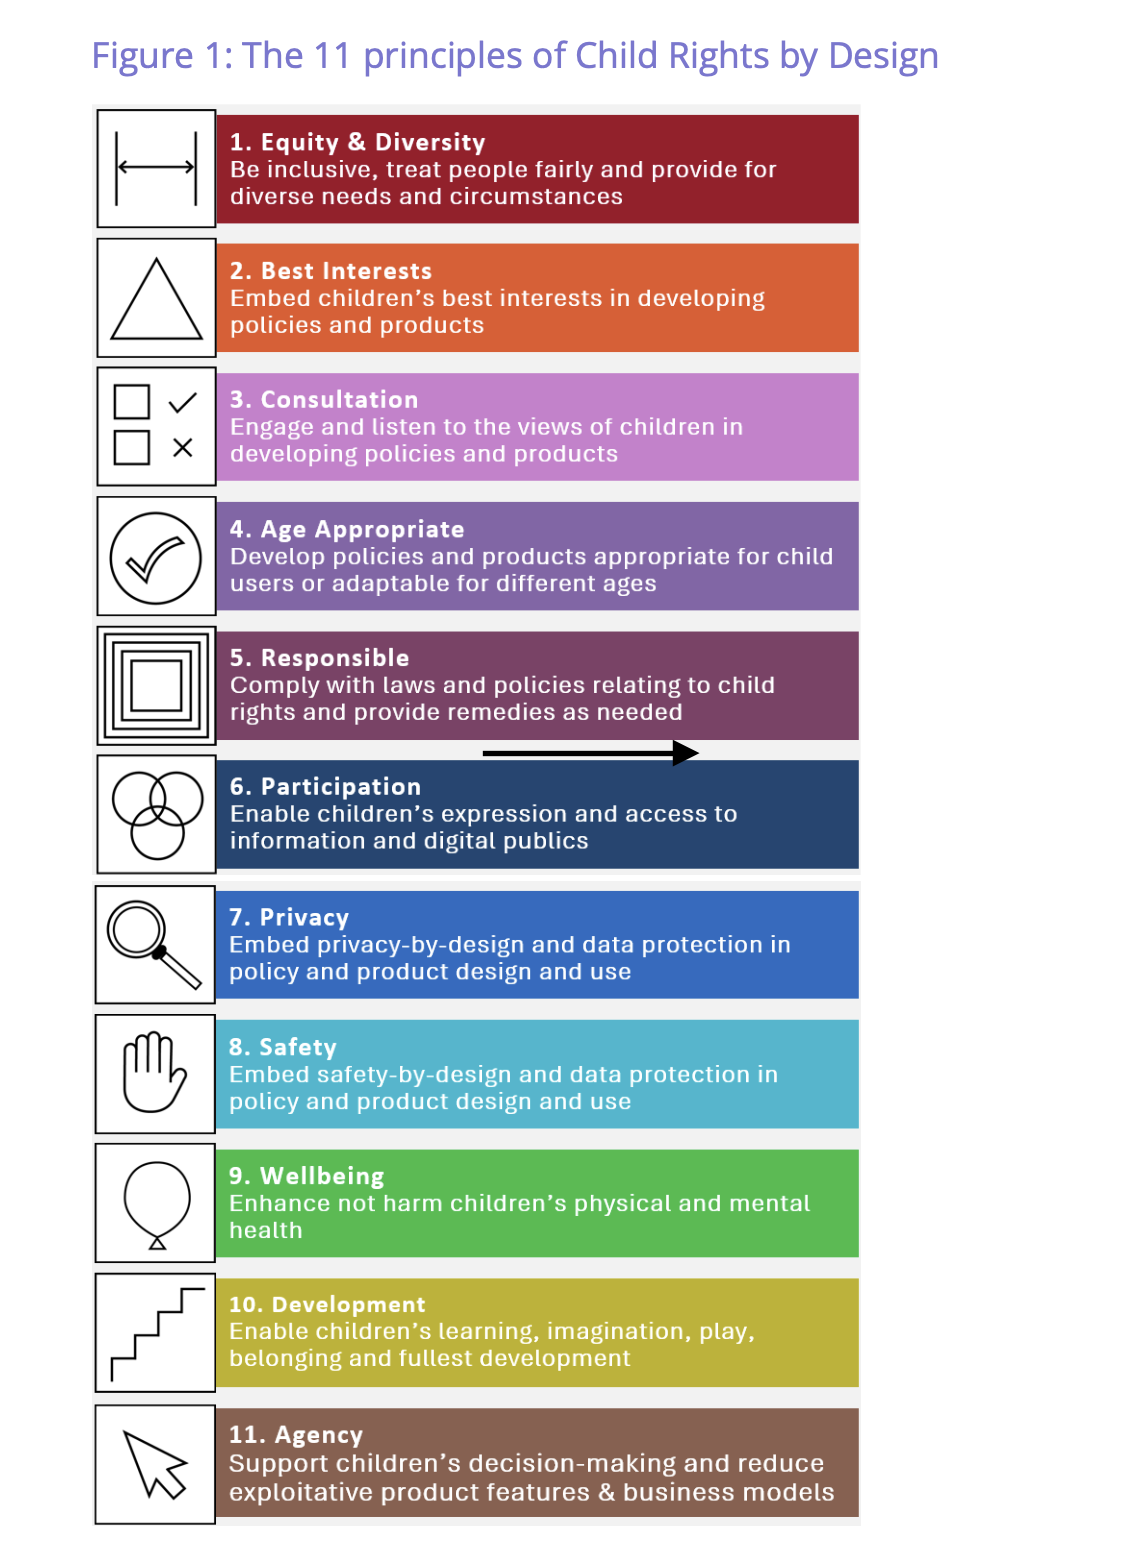 Figure 1: The 11 principles of Child Rights by Design
1. Equity & Diversity
Be inclusive, treat people fairly and provide for
diverse needs and circumstances
2. Best Interests
Embed children’s best interests in developing
policies and products
3. Consultation
Engage and listen to the views of children in
developing policies and products
4. Age Appropriate
Develop policies and products appropriate for child
users or adaptable for different ages
5. Responsible
Comply with laws and policies relating to child
rights and provide remedies as needed
6. Participation
Enable children’s expression and access to
information and digital publics
7. Privacy
Embed privacy-by-design and data protection in
policy and product design and use
8. Safety
Embed safety-by-design and data protection in
policy and product design and use
9. Wellbeing
Enhance not harm children’s physical and mental
health
10. Development
Enable children’s learning, imagination, play,
belonging and fullest development
11. Agency
Support children’s decision-making and reduce
exploitative product features & business models